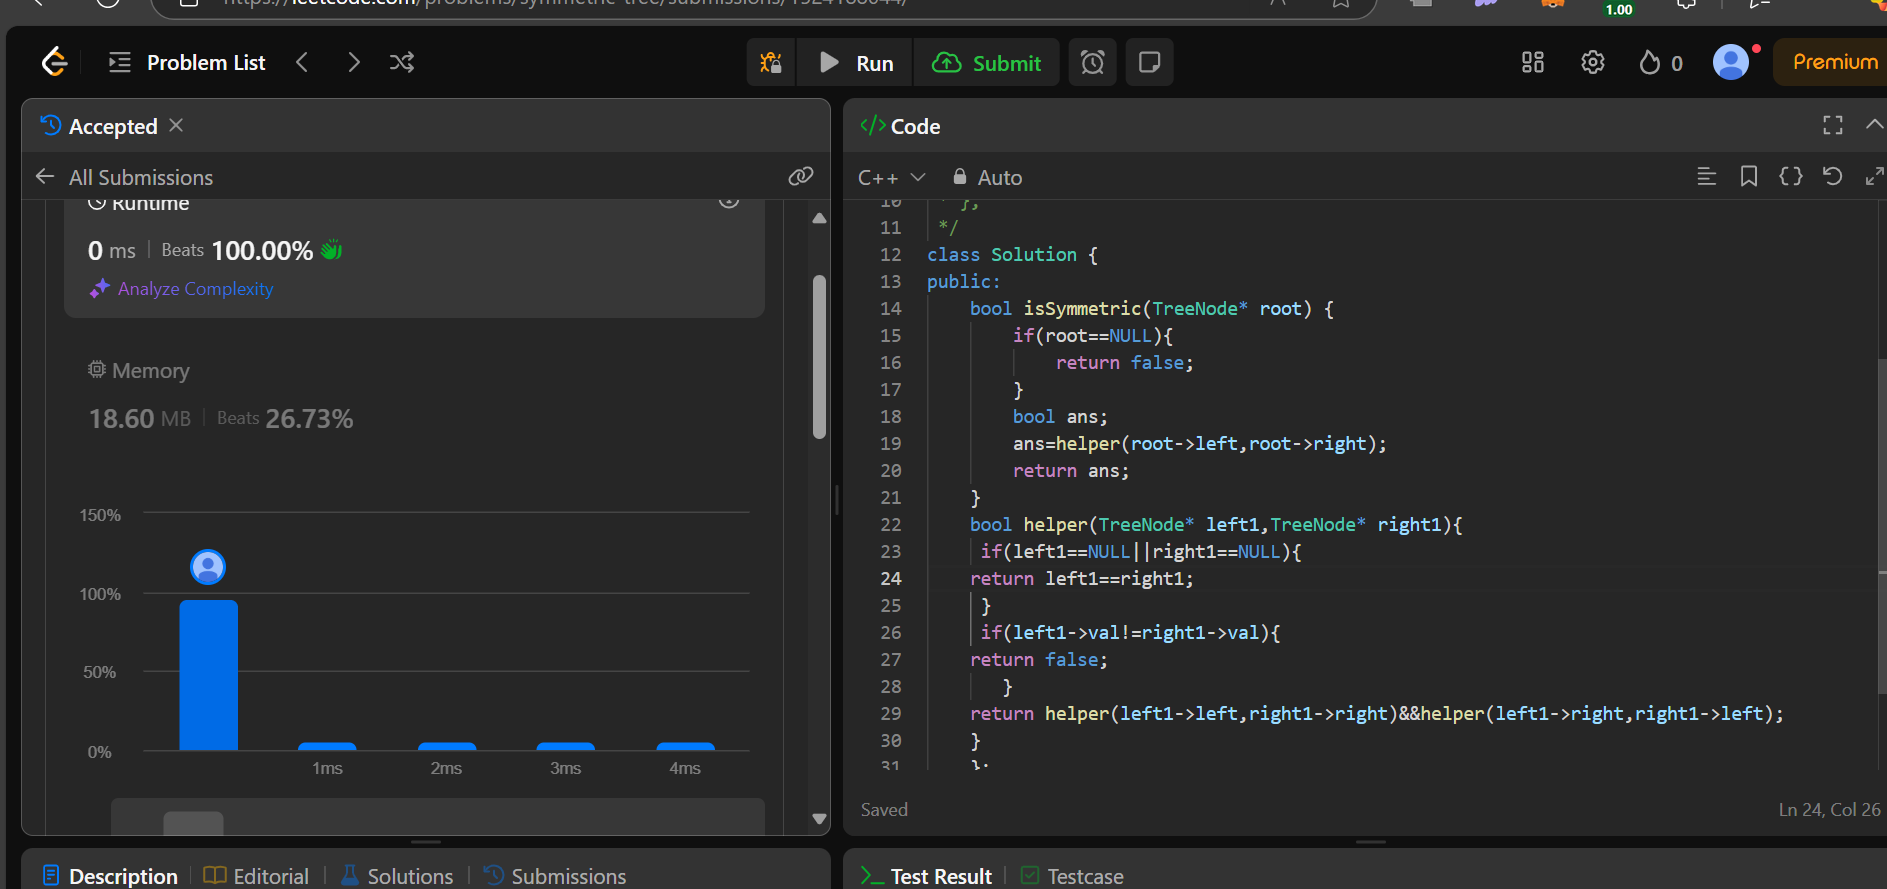 https://leetcode.com/problems/symmetric-tree/submissions/
1.00
Problem List
Run
Submit
0
Premium
Accepted
All Submissions
Runtime
0 ms | Beats 100.00%
Analyze Complexity
Memory
18.60 MB | Beats 26.73%
150%
100%
50%
0%
1ms
2ms
3ms
4ms
Description
Editorial
Solutions
Submissions
</> Code
C++
Auto
10 * };
11 */
12 class Solution {
13 public:
14 bool isSymmetric(TreeNode* root) {
15 if(root==NULL){
16 return false;
17 }
18 bool ans;
19 ans=helper(root->left,root->right);
20 return ans;
21 }
22 bool helper(TreeNode* left1,TreeNode* right1){
23 if(left1==NULL||right1==NULL){
24 return left1==right1;
25 }
26 if(left1->val!=right1->val){
27 return false;
28 }
29 return helper(left1->left,right1->right)&&helper(left1->right,right1->left);
30 }
31 };
Saved
Ln 24, Col 26
Test Result
Testcase